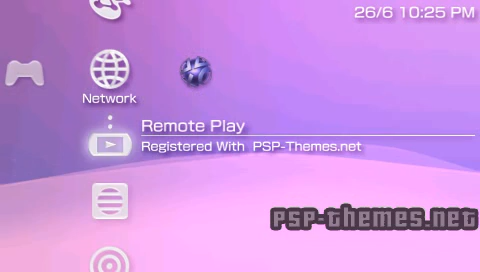 26/6 10:25 PM
Network
Remote Play
Registered With PSP-Themes.net
PSP-themes.net